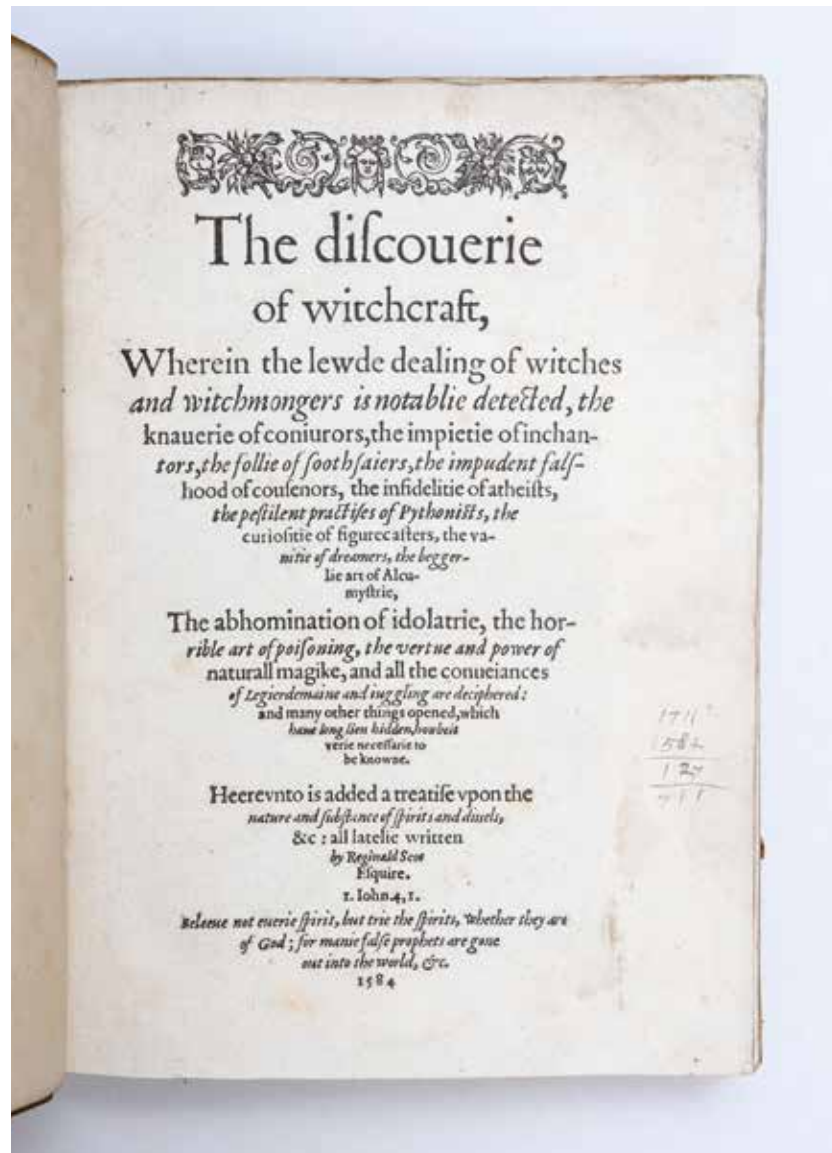 The diſcouerie
of witchcraft,
Wherein the lewde dealing of witches
and witchmongers is notablie detected, the
knauerie of coniurors, the impietie of inchan-
tors, the follie of ſoothſaiers, the impudent falſ-
hood of couſenors, the infidelitie of atheiſts,
the peſtilent practiſes of Pythoniſts, the
curioſitie of figurecaſters, the va-
nitie of dreamers, the begger-
lie art of Alcu-
myſtrie,
The abhomination of idolatrie, the hor-
rible art of poiſoning, the vertue and power of
naturall magike, and all the conueiances
of Legierdemaine and iuggling are deciphered:
and many other things opened, which
haue long lien hidden, howbeit
verie neceſſarie to
be knowne.
Heerevnto is added a treatiſe vpon the
nature and ſubſtance of ſpirits and diuels,
&c : all latelie written
by Reginald Scot
Eſquire.
1. Iohn.4,1.
Beleeue not euerie ſpirit, but trie the ſpirits, whether they are
of God ; for manie falſe prophets are gone
out into the world, &c.
1584
1711
1584
127
711